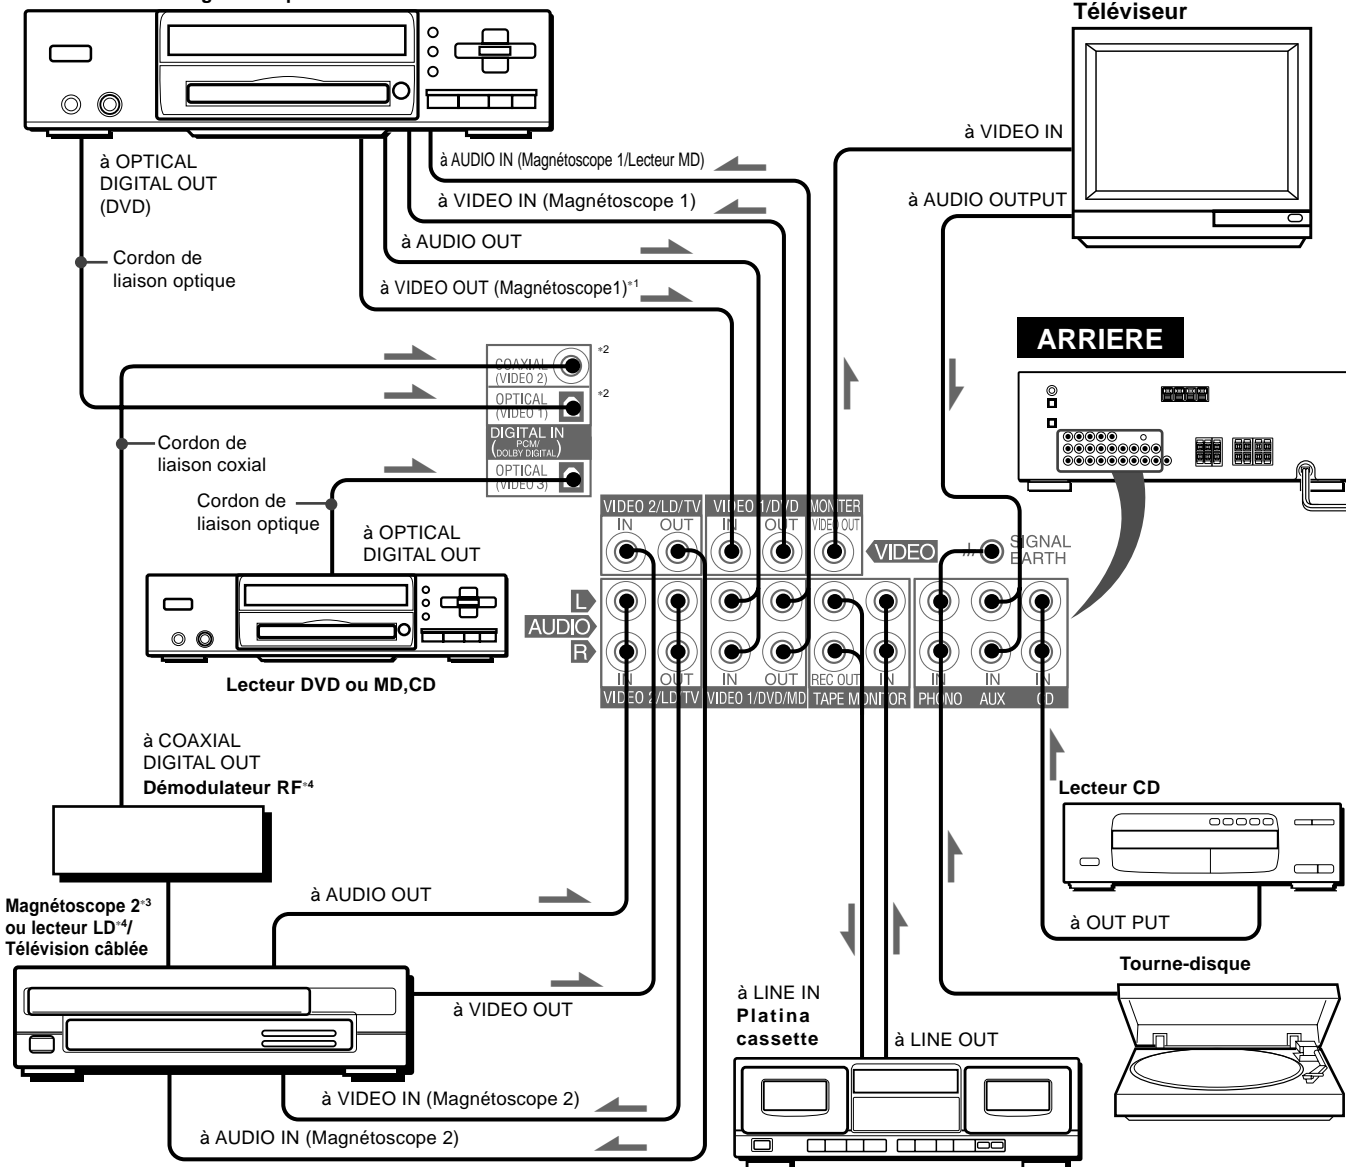 Téléviseur
à VIDEO IN
à AUDIO IN (Magnétoscope 1/Lecteur MD)
à OPTICAL
DIGITAL OUT
(DVD)
à VIDEO IN (Magnétoscope 1)
à AUDIO OUTPUT
à AUDIO OUT
Cordon de
liaison optique
à VIDEO OUT (Magnétoscope1)*1
ARRIERE
COAXIAL
(VIDEO 2)
*2
OPTICAL
(VIDEO 1)
*2
DIGITAL IN
(PCM/
DOLBY DIGITAL)
OPTICAL
(VIDEO 3)
Cordon de
liaison coxial
Cordon de
liaison optique
à OPTICAL
DIGITAL OUT
VIDEO 2/LD/TV VIDEO 1/DVD MONITER
IN OUT IN OUT VIDEO OUT
VIDEO
SIGNAL
EARTH
L
AUDIO
R
IN OUT IN OUT REC OUT IN IN IN IN
VIDEO 2/LD/TV VIDEO 1/DVD/MD TAPE MONITOR PHONO AUX CD
Lecteur DVD ou MD,CD
à COAXIAL
DIGITAL OUT
Démodulateur RF*4
Lecteur CD
à AUDIO OUT
Magnétoscope 2*3
ou lecteur LD*4/
Télévision câblée
à OUT PUT
Tourne-disque
à VIDEO OUT
à LINE IN
Platina
cassette
à LINE OUT
à VIDEO IN (Magnétoscope 2)
à AUDIO IN (Magnétoscope 2)